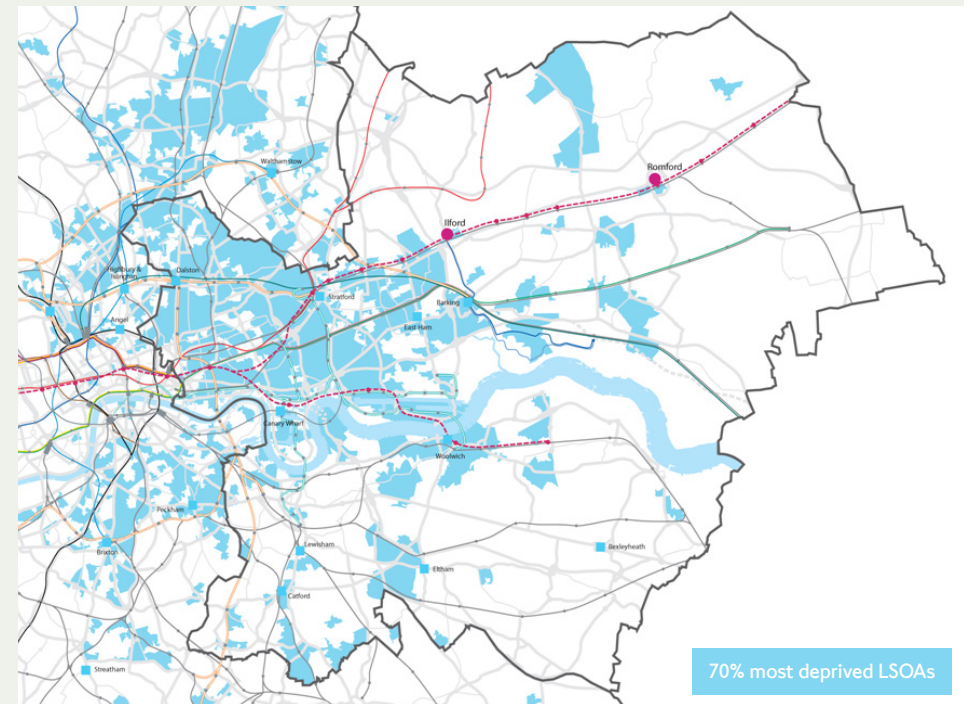 Romford
Walthamstow
Ilford
Highbury &
Islington
Dalston
Stratford
Barking
Angel
East Ham
Canary Wharf
Woolwich
Peckham
Brixton
Lewisham
Bexleyheath
Eltham
Catford
Streatham
70% most deprived LSOAs